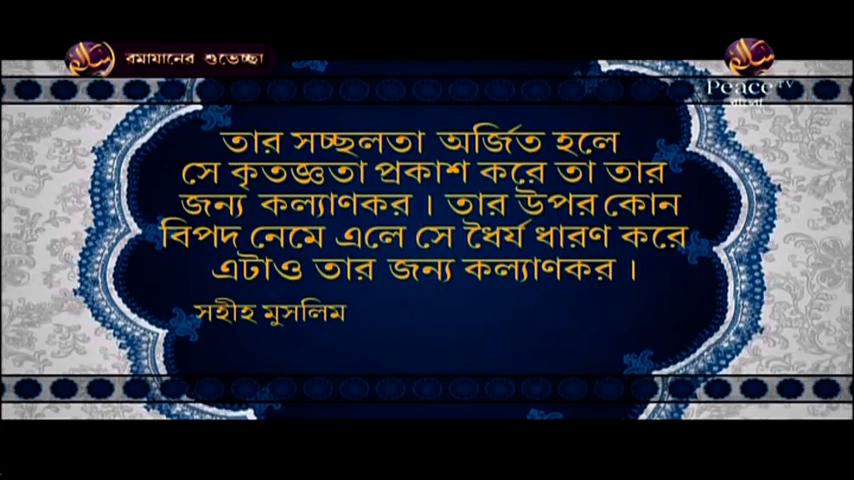 রমাযানের শুভেচ্ছা
Peace TV
বাংলা
তার সচ্ছলতা অর্জিত হলে
সে কৃতজ্ঞতা প্রকাশ করে তা তার
জন্য কল্যাণকর । তার উপর কোন
বিপদ নেমে এলে সে ধৈর্য ধারণ করে
এটাও তার জন্য কল্যাণকর ।
সহীহ মুসলিম